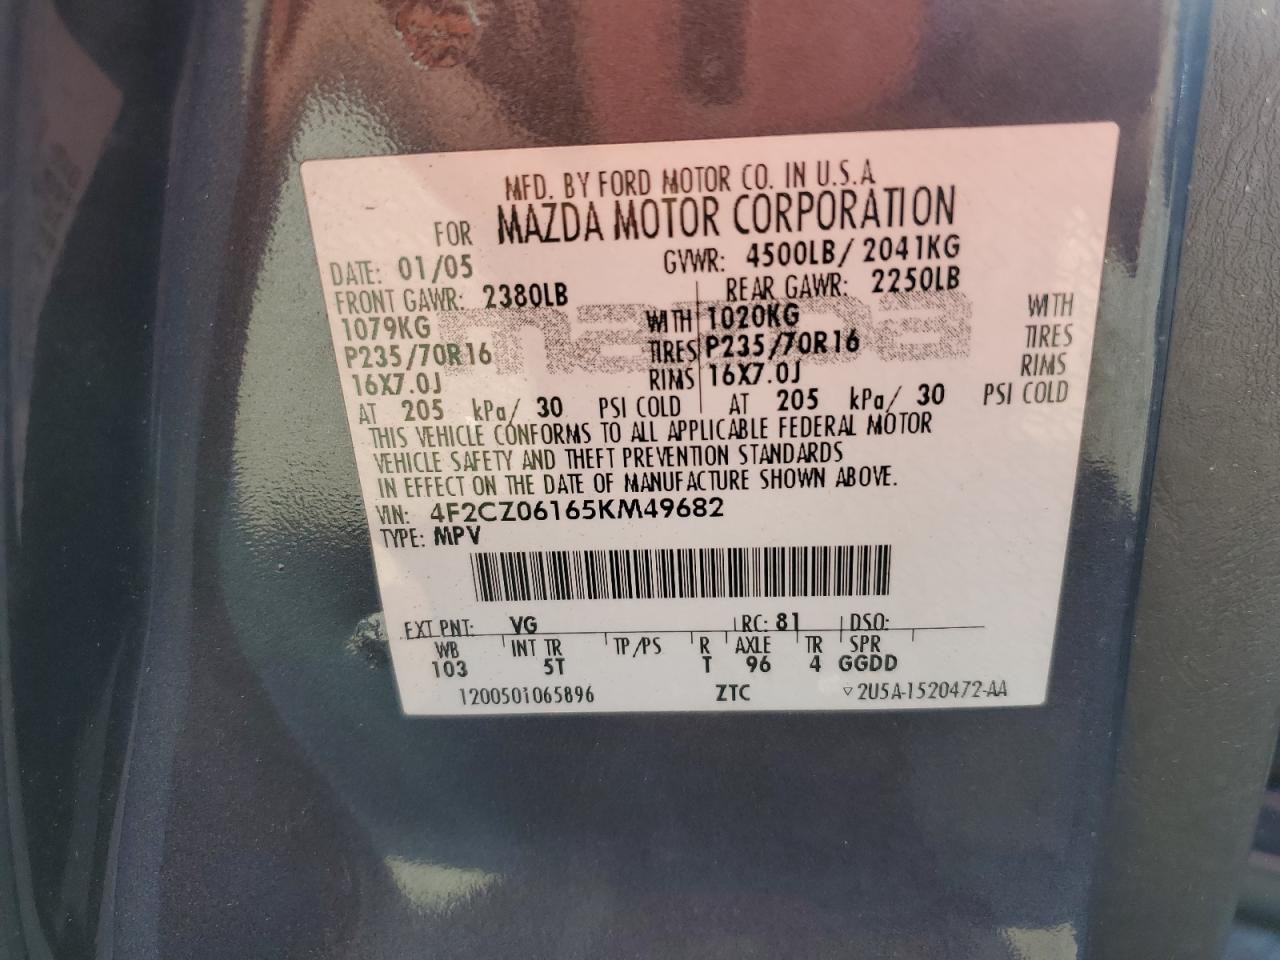 MFD. BY FORD MOTOR CO. IN U.S.A
FOR MAZDA MOTOR CORPORATION
DATE: 01/05 GVWR: 4500LB/ 2041KG
FRONT GAWR: 2380LB REAR GAWR: 2250LB
1079KG WITH 1020KG WITH
P235/70R16 TIRES P235/70R16 TIRES
16X7.0J RIMS 16X7.0J RIMS
AT 205 kPa/ 30 PSI COLD AT 205 kPa/ 30 PSI COLD
THIS VEHICLE CONFORMS TO ALL APPLICABLE FEDERAL MOTOR
VEHICLE SAFETY AND THEFT PREVENTION STANDARDS
IN EFFECT ON THE DATE OF MANUFACTURE SHOWN ABOVE.
VIN: 4F2CZ06165KM49682
TYPE: MPV
EXT PNT: VG RC: 81 DSO:
WB INT TR TP/PS R AXLE TR SPR
103 5T T 96 4 GGDD
1200501065896 ZTC ▽ 2U5A-1520472-AA